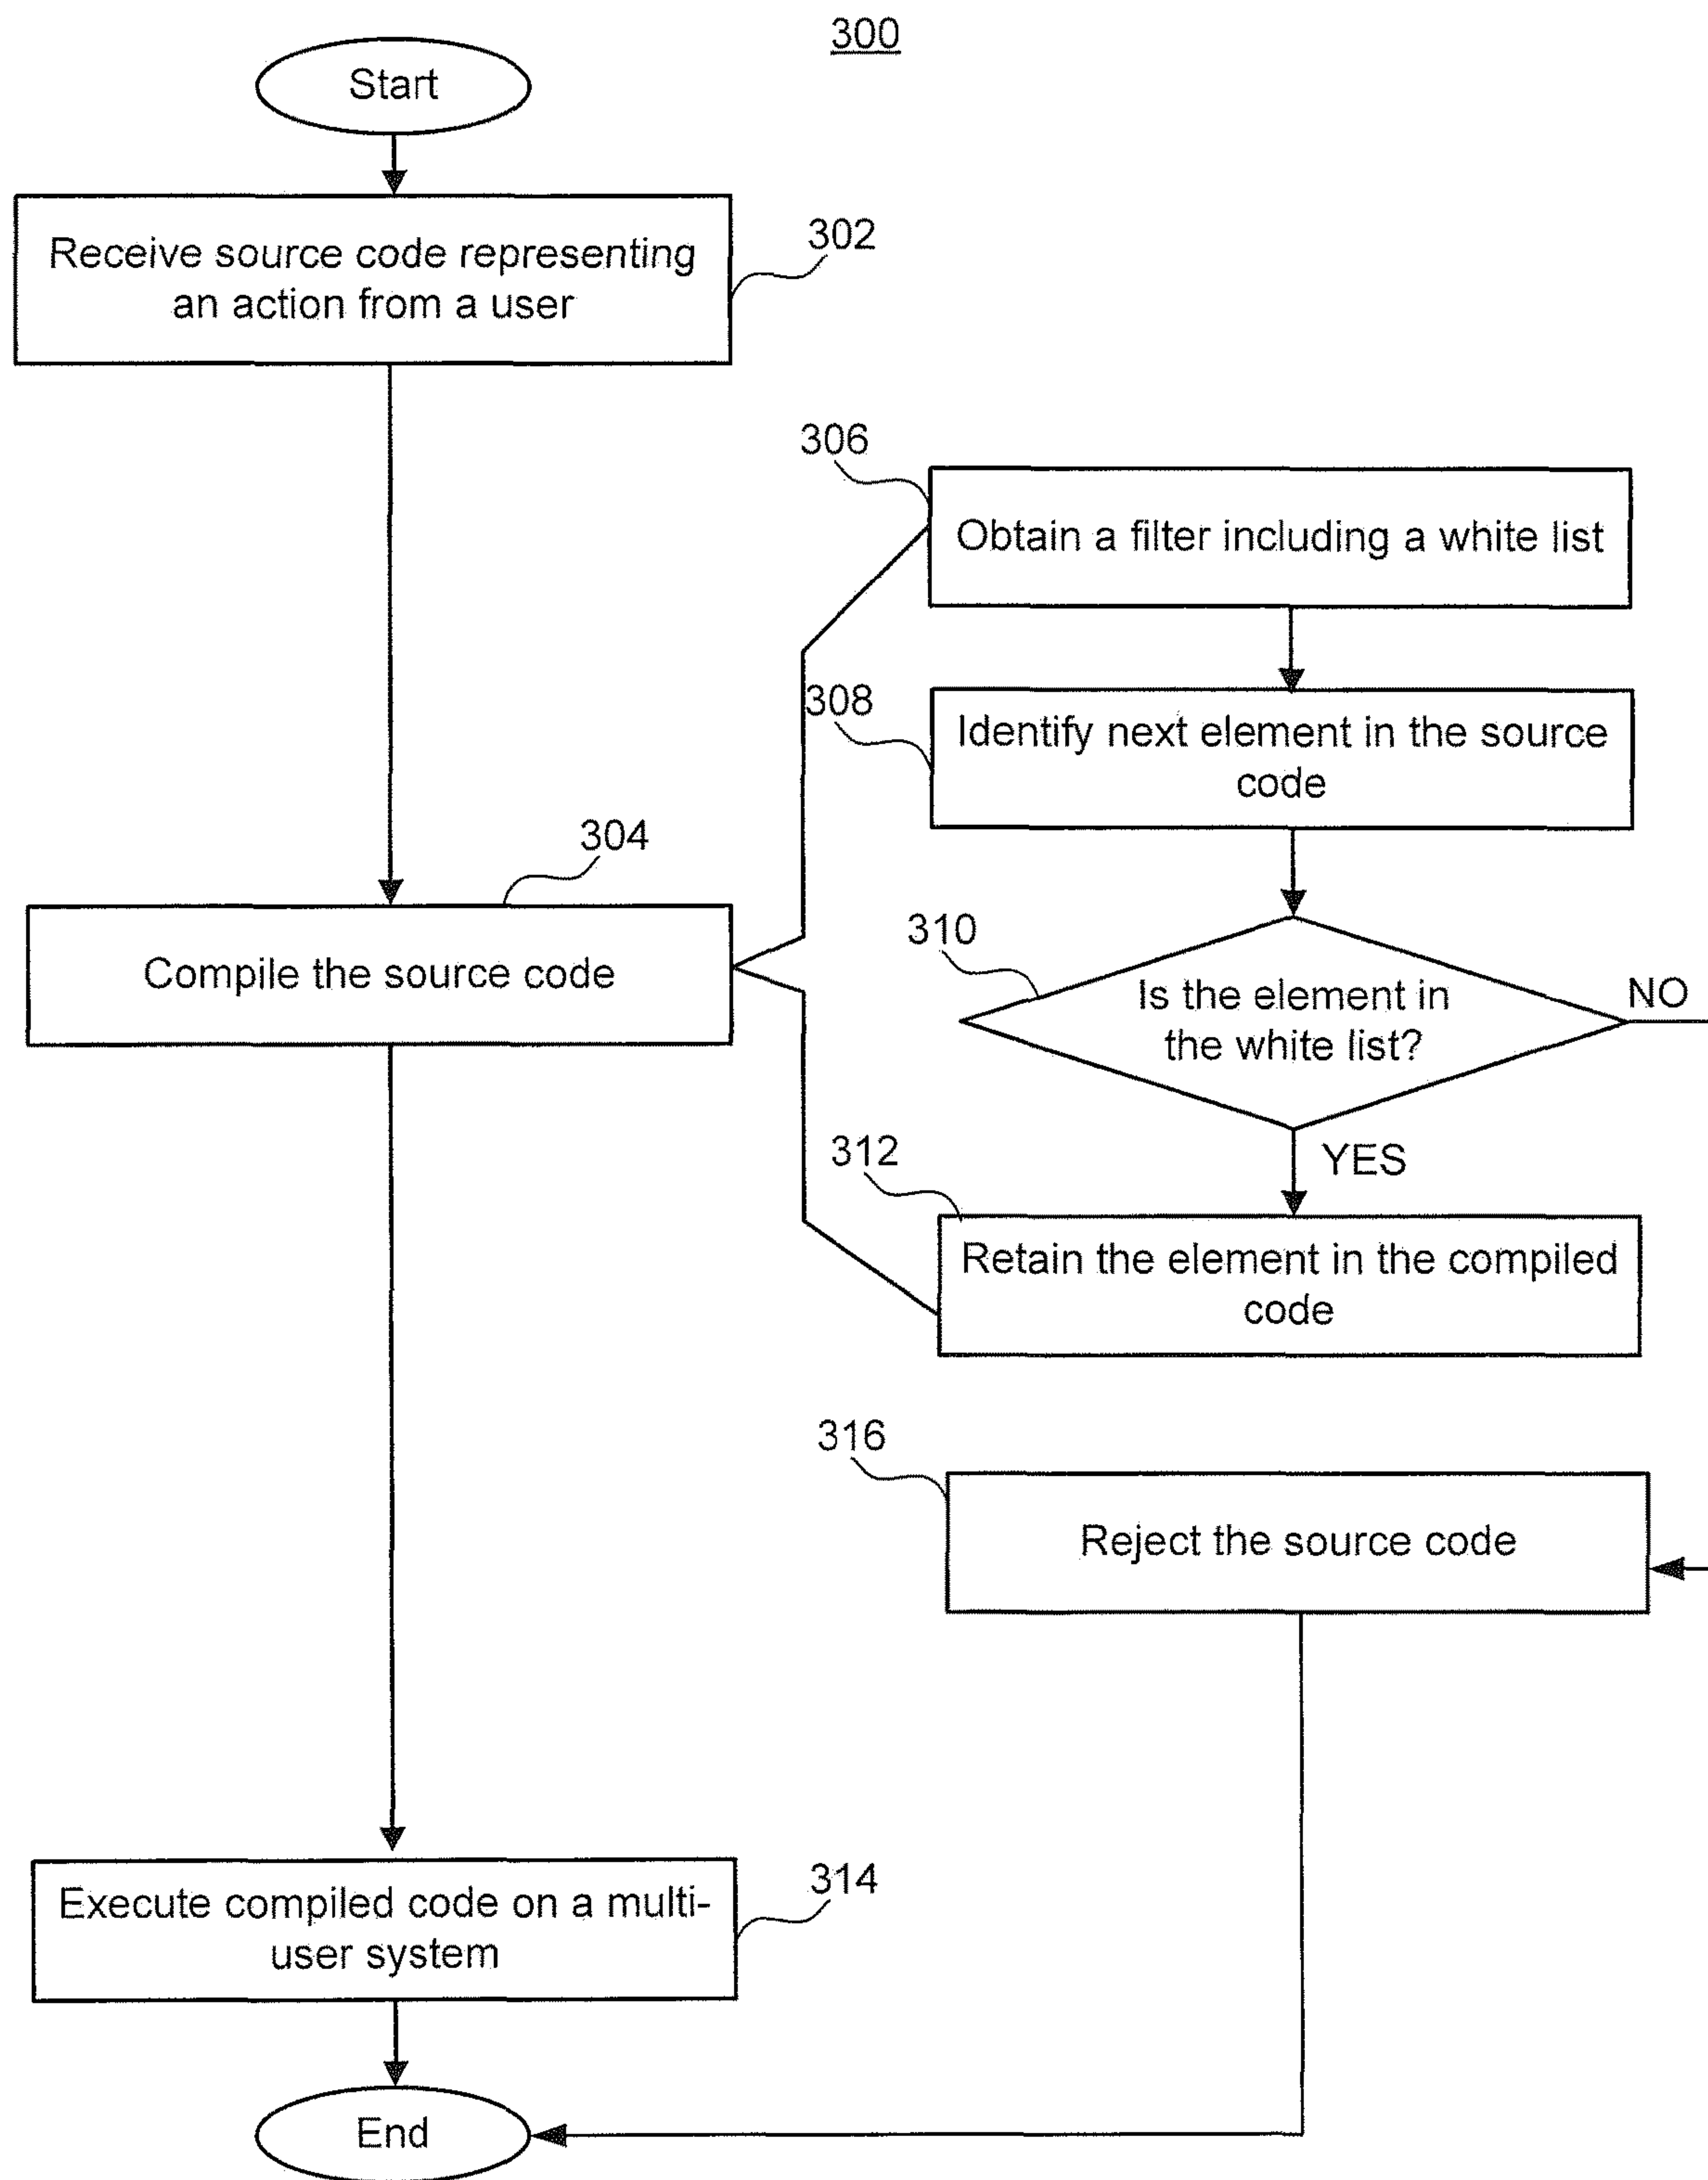 300
Start
302
Receive source code representing
an action from a user
306
Obtain a filter including a white list
308
Identify next element in the source
code
304
Compile the source code
310
Is the element in
the white list?
NO
YES
312
Retain the element in the compiled
code
316
Reject the source code
314
Execute compiled code on a multi-
user system
End